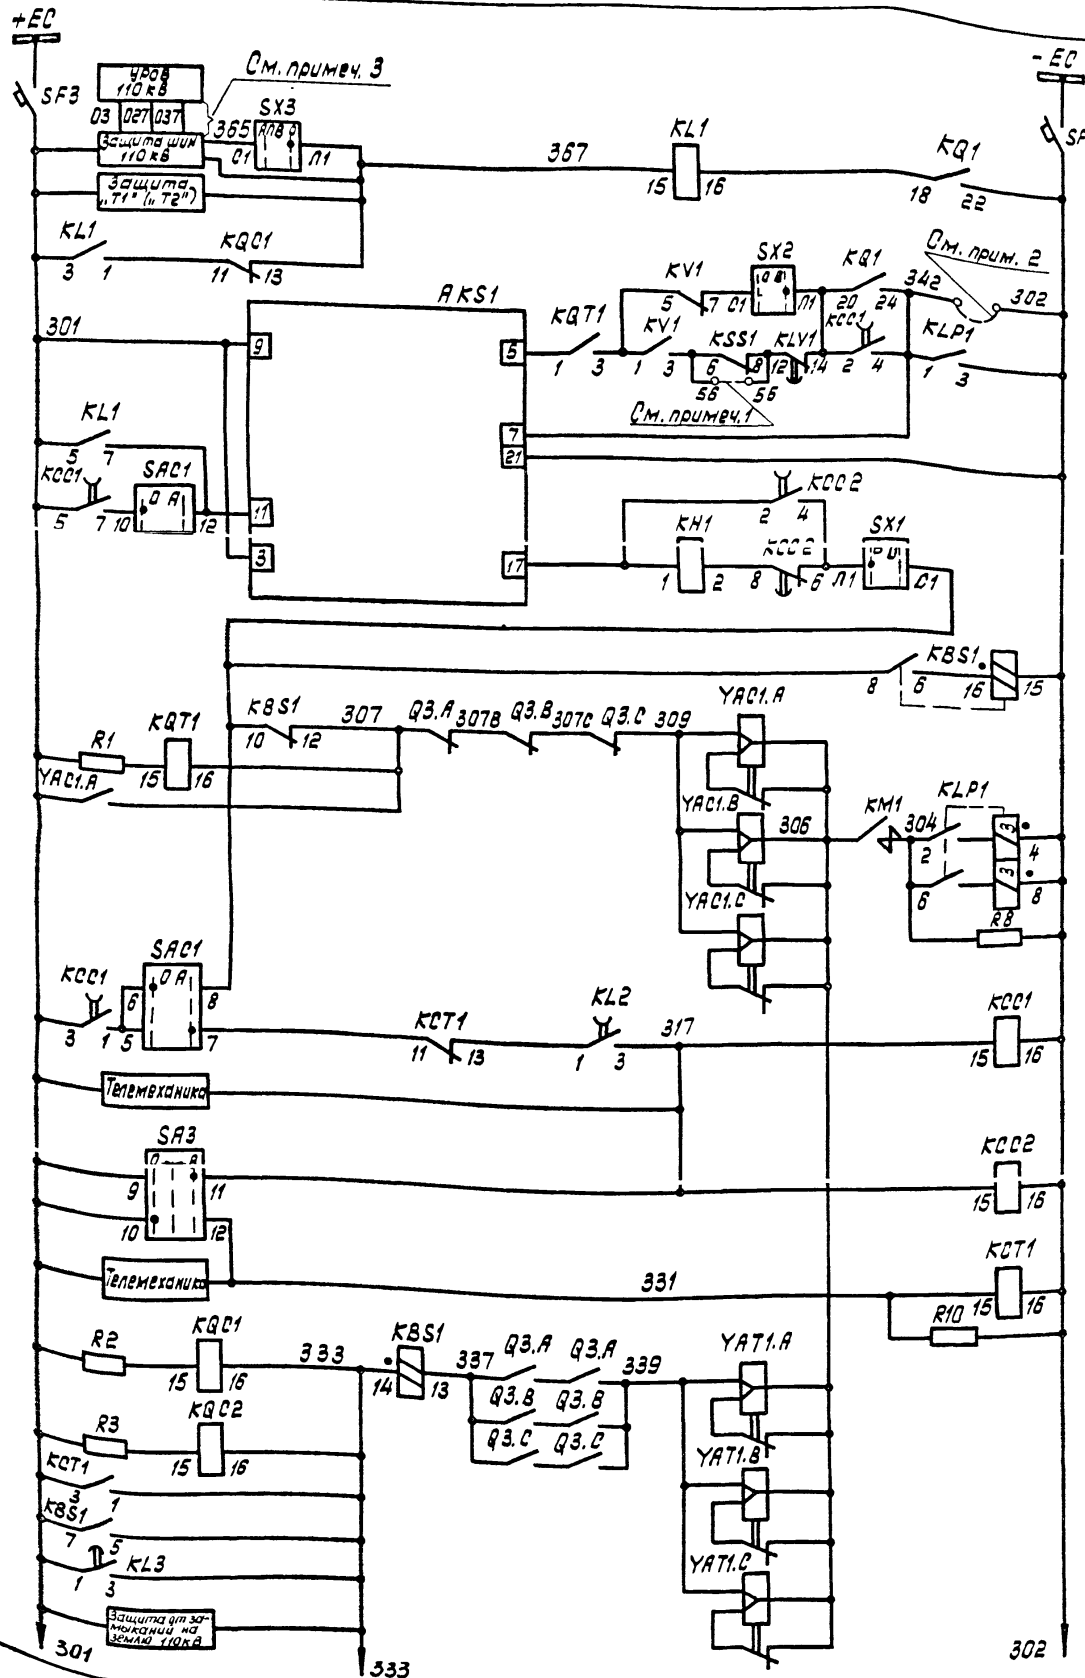 +ЕС
- ЕС
SF3
УРОВ
110 кВ
03 027 037
См. примеч. 3
Защита шин
110 кВ
365
SX3
АПВ О
С1 Л1
Защита
„Т1" („Т2")
367
KL1
15 16
KQ1
18 22
KL1
3 1
KQC1
11 13
301
AKS1
9
5
7
21
11
3
17
KQT1
1 3
KV1
5 7
С1
SX2
Л1
KQ1
20 24
342
См. прим. 2
302
KV1
1 3
KSS1
6 8
56 56
См. примеч. 1
KLV1
12 14
KCC1
2 4
KLP1
1 3
KL1
5 7
KCC1
5 7
SAC1
О А
10 12
KCC2
2 4
KH1
1 2
KCC2
8 6
SX1
Л1 С1
KBS1
8 6 16 15
KBS1
10 12
307
Q3.A
307В
Q3.B
307С
Q3.C
309
YAC1.A
R1
KQT1
15 16
YAC1.A
YAC1.B
306
YAC1.C
KM1
304
KLP1
2 4
6 8
R8
KCC1
3 1
SAC1
О А
6 8
5 7
KCT1
11 13
KL2
1 3
317
KCC1
15 16
Телемеханика
SA3
О А
9 11
10 12
KCC2
15 16
Телемеханика
331
KCT1
15 16
R10
R2
KQC1
15 16
333
KBS1
14 13
337
Q3.A Q3.A
Q3.B Q3.B
Q3.C Q3.C
339
YAT1.A
YAT1.B
YAT1.C
R3
KQC2
15 16
KCT1
3 1
KBS1
7 5
KL3
1 3
Защита от за-
мыканий на
землю 110кВ
301
333
302